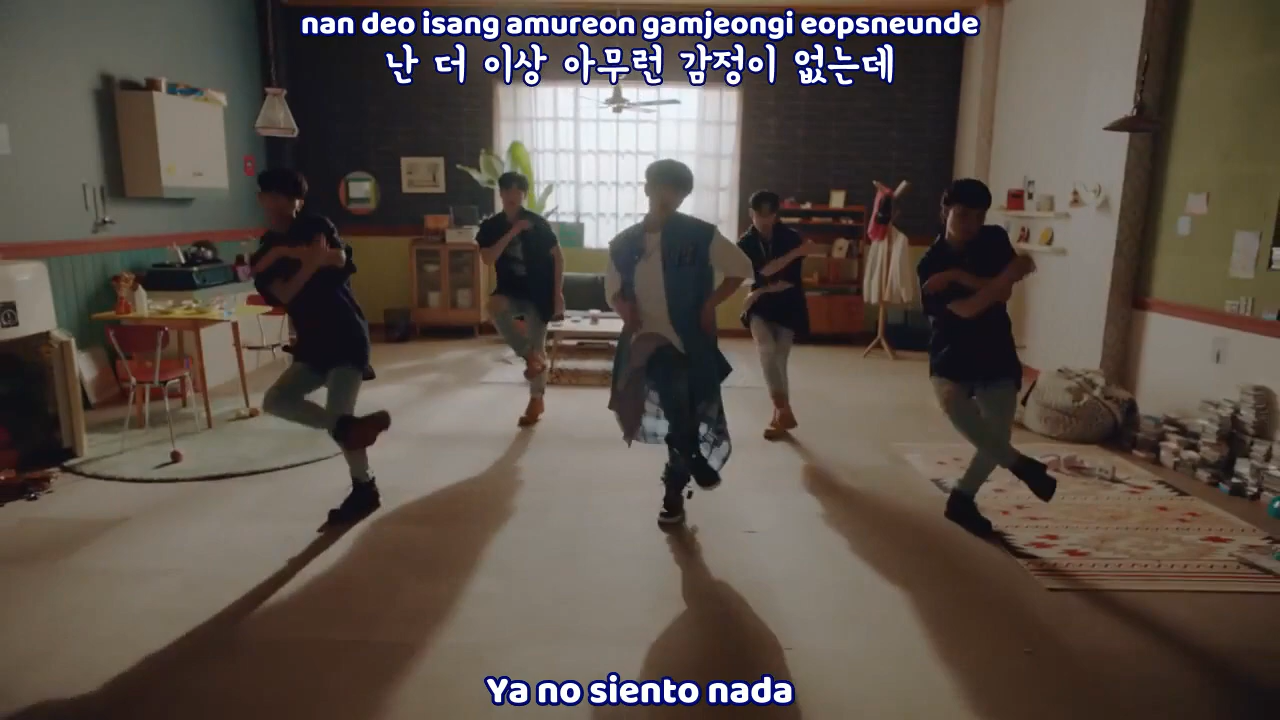 nan deo isang amureon gamjeongi eopsneunde
난 더 이상 아무런 감정이 없는데
Ya no siento nada